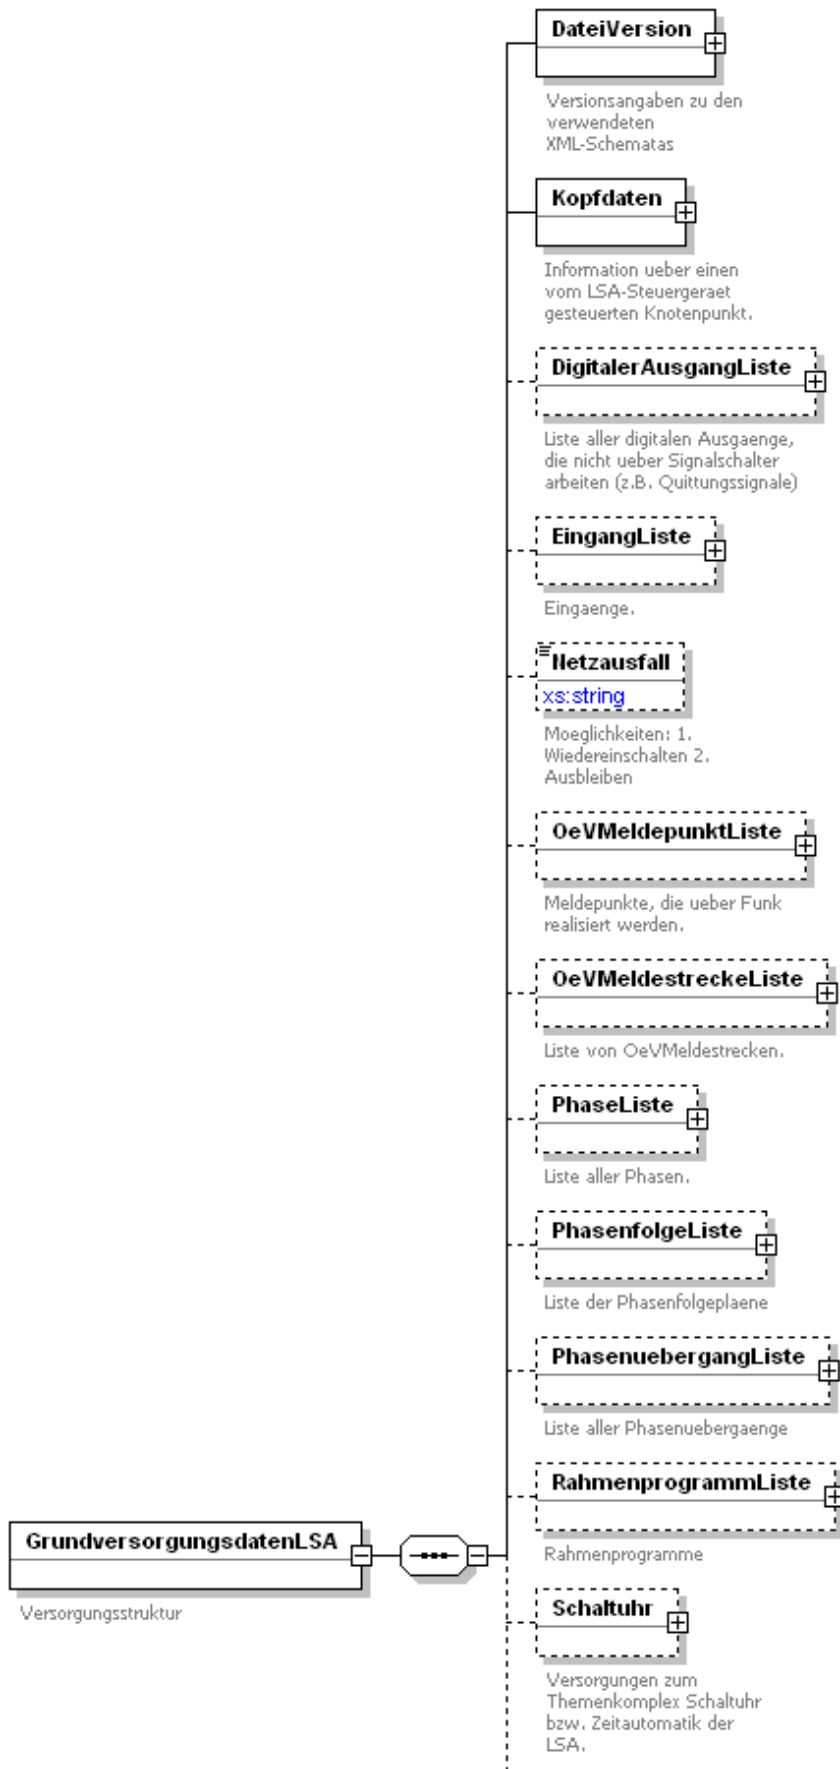 DateiVersion
Versionsangaben zu den
verwendeten
XML-Schematas
Kopfdaten
Information ueber einen
vom LSA-Steuergeraet
gesteuerten Knotenpunkt.
DigitalerAusgangListe
Liste aller digitalen Ausgaenge,
die nicht ueber Signalschalter
arbeiten (z.B. Quittungssignale)
EingangListe
Eingaenge.
Netzausfall
xs:string
Moeglichkeiten: 1.
Wiedereinschalten 2.
Ausbleiben
OeVMeldepunktListe
Meldepunkte, die ueber Funk
realisiert werden.
OeVMeldestreckeListe
Liste von OeVMeldestrecken.
PhaseListe
Liste aller Phasen.
PhasenfolgeListe
Liste der Phasenfolgeplaene
PhasenuebergangListe
Liste aller Phasenuebergaenge
RahmenprogrammListe
Rahmenprogramme
GrundversorgungsdatenLSA
Versorgungsstruktur
Schaltuhr
Versorgungen zum
Themenkomplex Schaltuhr
bzw. Zeitautomatik der
LSA.